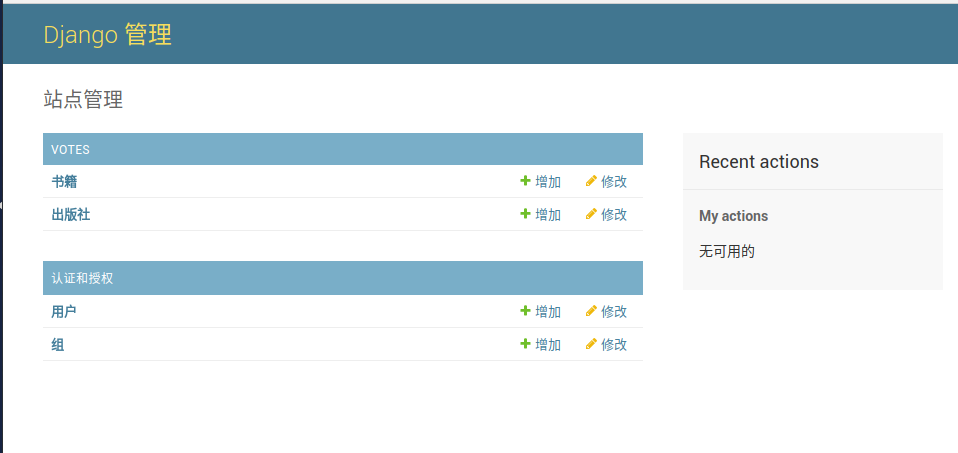 Django 管理
站点管理
VOTES
书籍 增加 修改
出版社 增加 修改
认证和授权
用户 增加 修改
组 增加 修改
Recent actions
My actions
无可用的